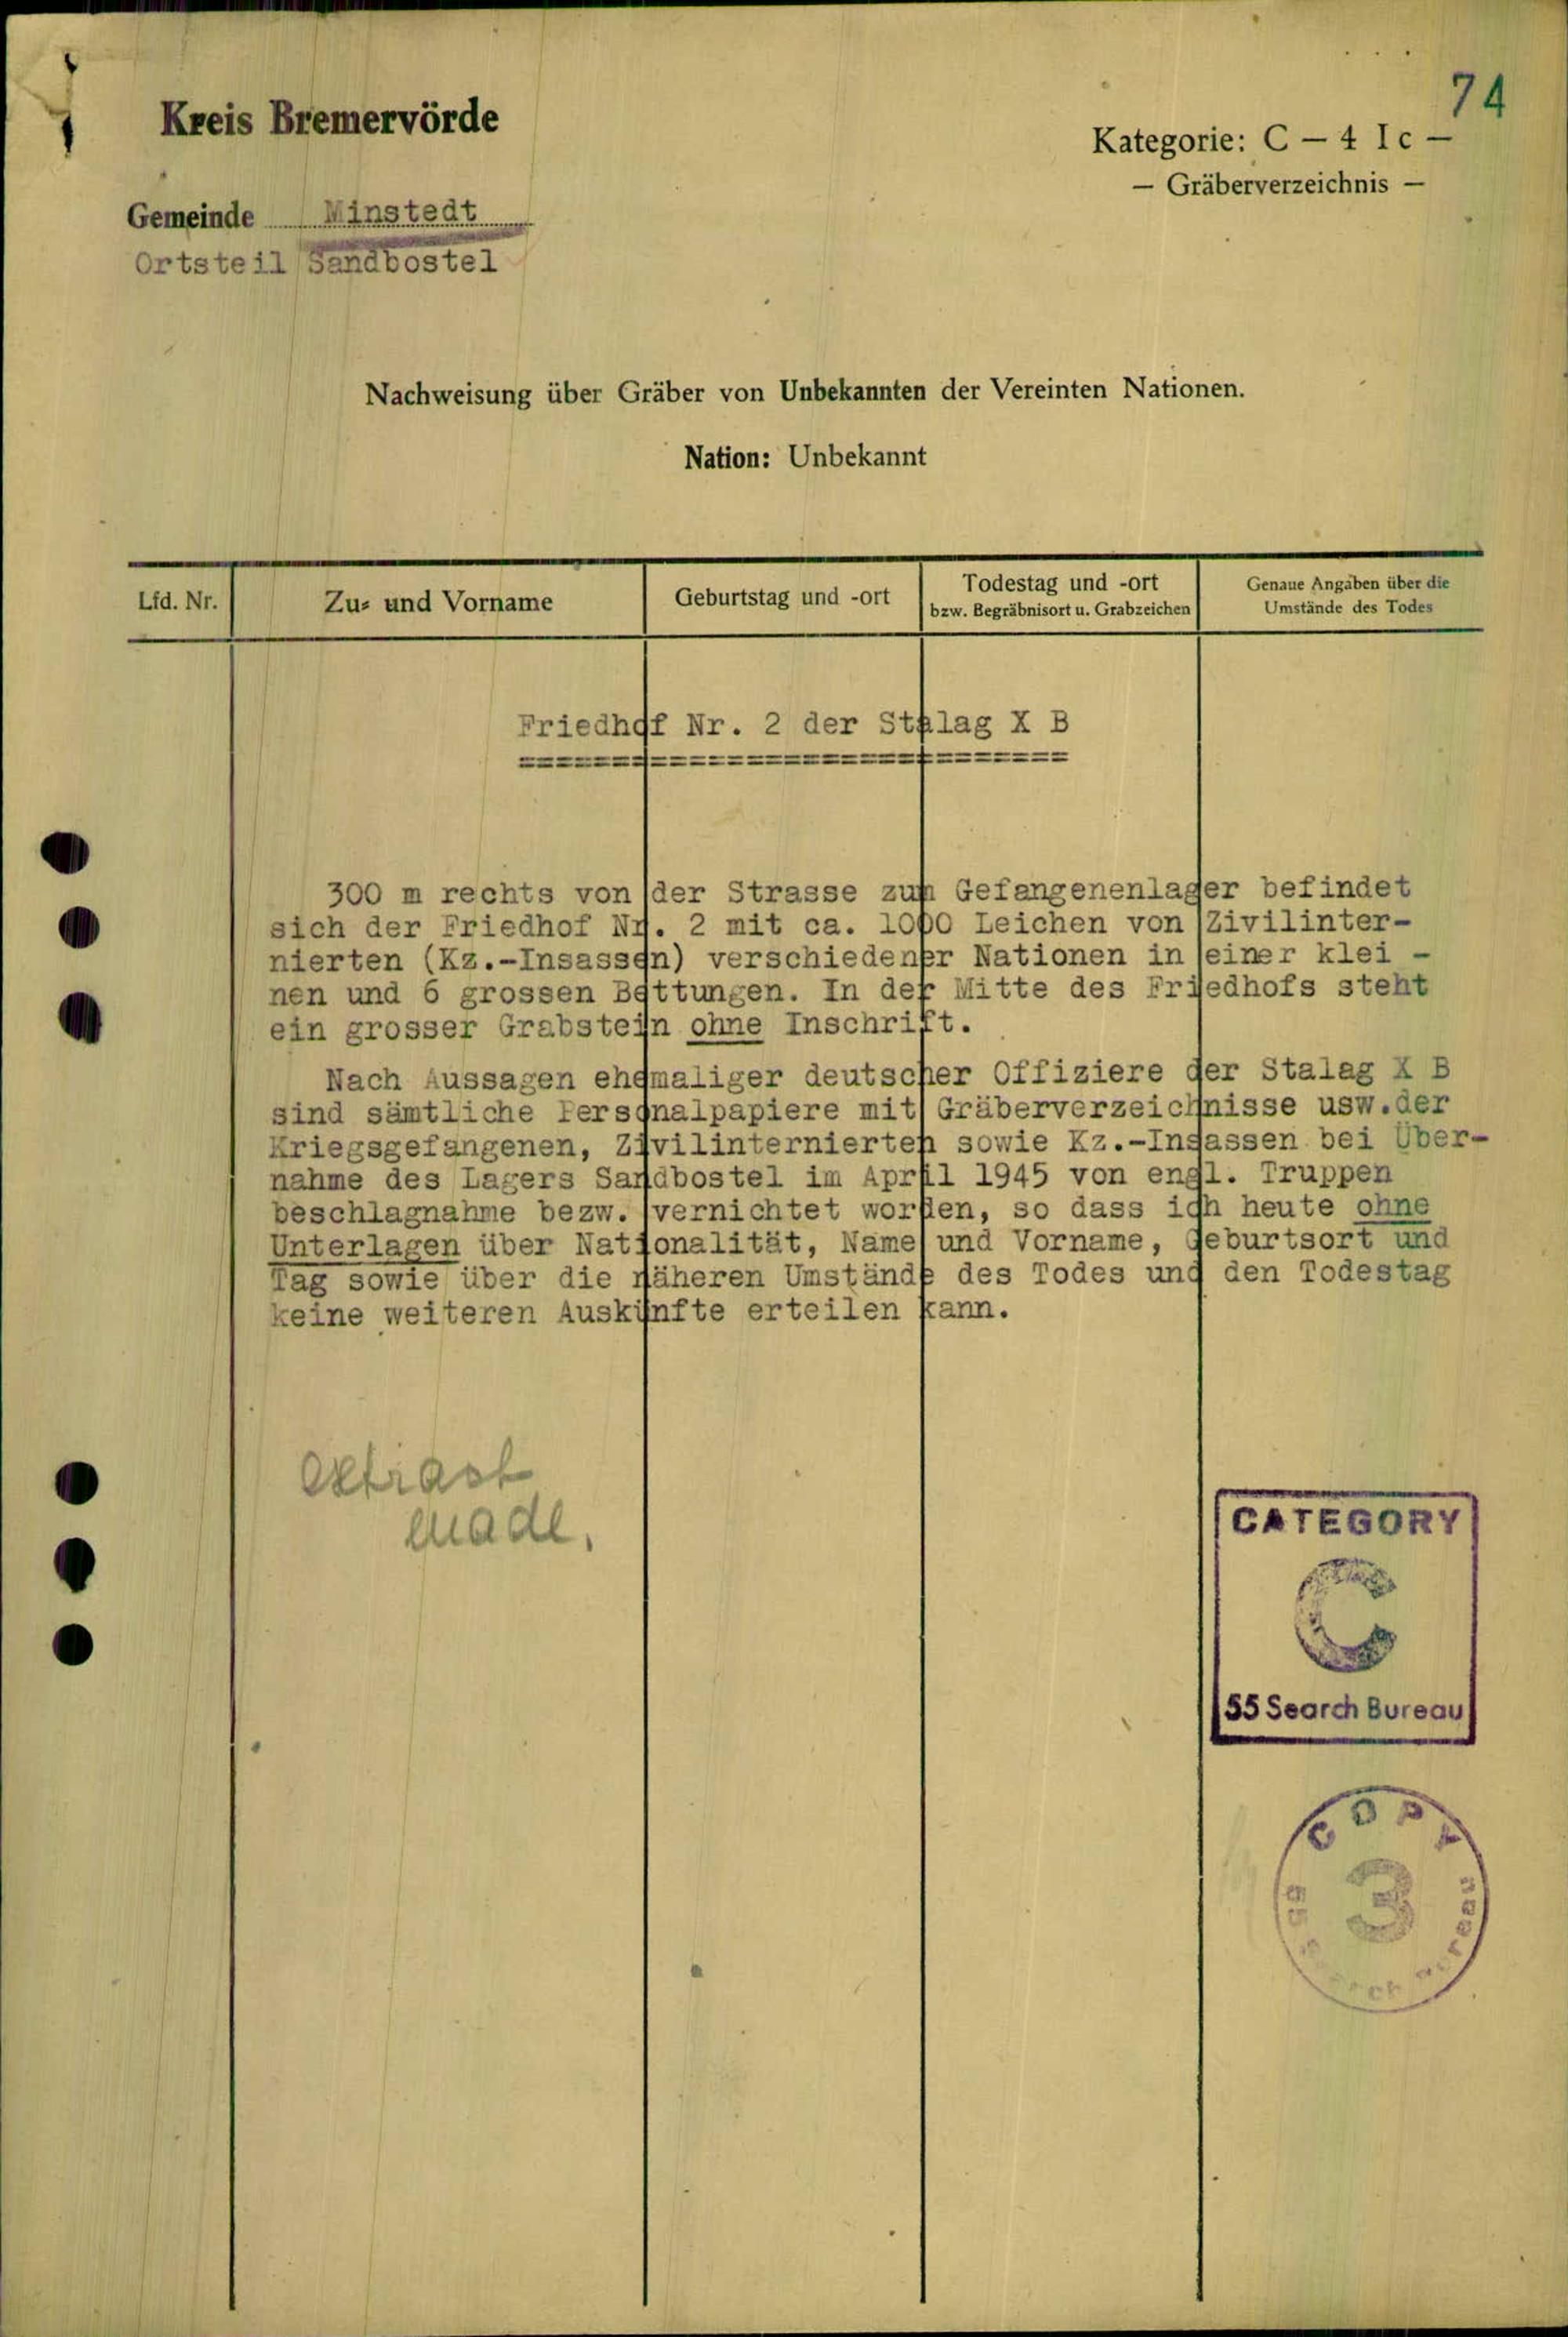 74
Kreis Bremervörde
Kategorie: C — 4 I c —
— Gräberverzeichnis —
Gemeinde Minstedt
Ortsteil Sandbostel
Nachweisung über Gräber von Unbekannten der Vereinten Nationen.
Nation: Unbekannt
Lfd. Nr.
Zu- und Vorname
Geburtstag und -ort
Todestag und -ort
bzw. Begräbnisort u. Grabzeichen
Genaue Angaben über die
Umstände des Todes
Friedhof Nr. 2 der Stalag X B
=============================
300 m rechts von der Strasse zum Gefangenenlager befindet
sich der Friedhof Nr. 2 mit ca. 1000 Leichen von Zivilinter-
nierten (Kz.-Insassen) verschiedener Nationen in einer klei -
nen und 6 grossen Bettungen. In der Mitte des Friedhofs steht
ein grosser Grabstein ohne Inschrift.
Nach Aussagen ehemaliger deutscher Offiziere der Stalag X B
sind sämtliche Personalpapiere mit Gräberverzeichnisse usw.der
Kriegsgefangenen, Zivilinternierten sowie Kz.-Insassen bei Über-
nahme des Lagers Sandbostel im April 1945 von engl. Truppen
beschlagnahme bezw. vernichtet worden, so dass ich heute ohne
Unterlagen über Nationalität, Name und Vorname, Geburtsort und
Tag sowie über die näheren Umstände des Todes und den Todestag
keine weiteren Auskünfte erteilen kann.
extract
made.
CATEGORY
C
55 Search Bureau
COPY
3
55 Search Bureau